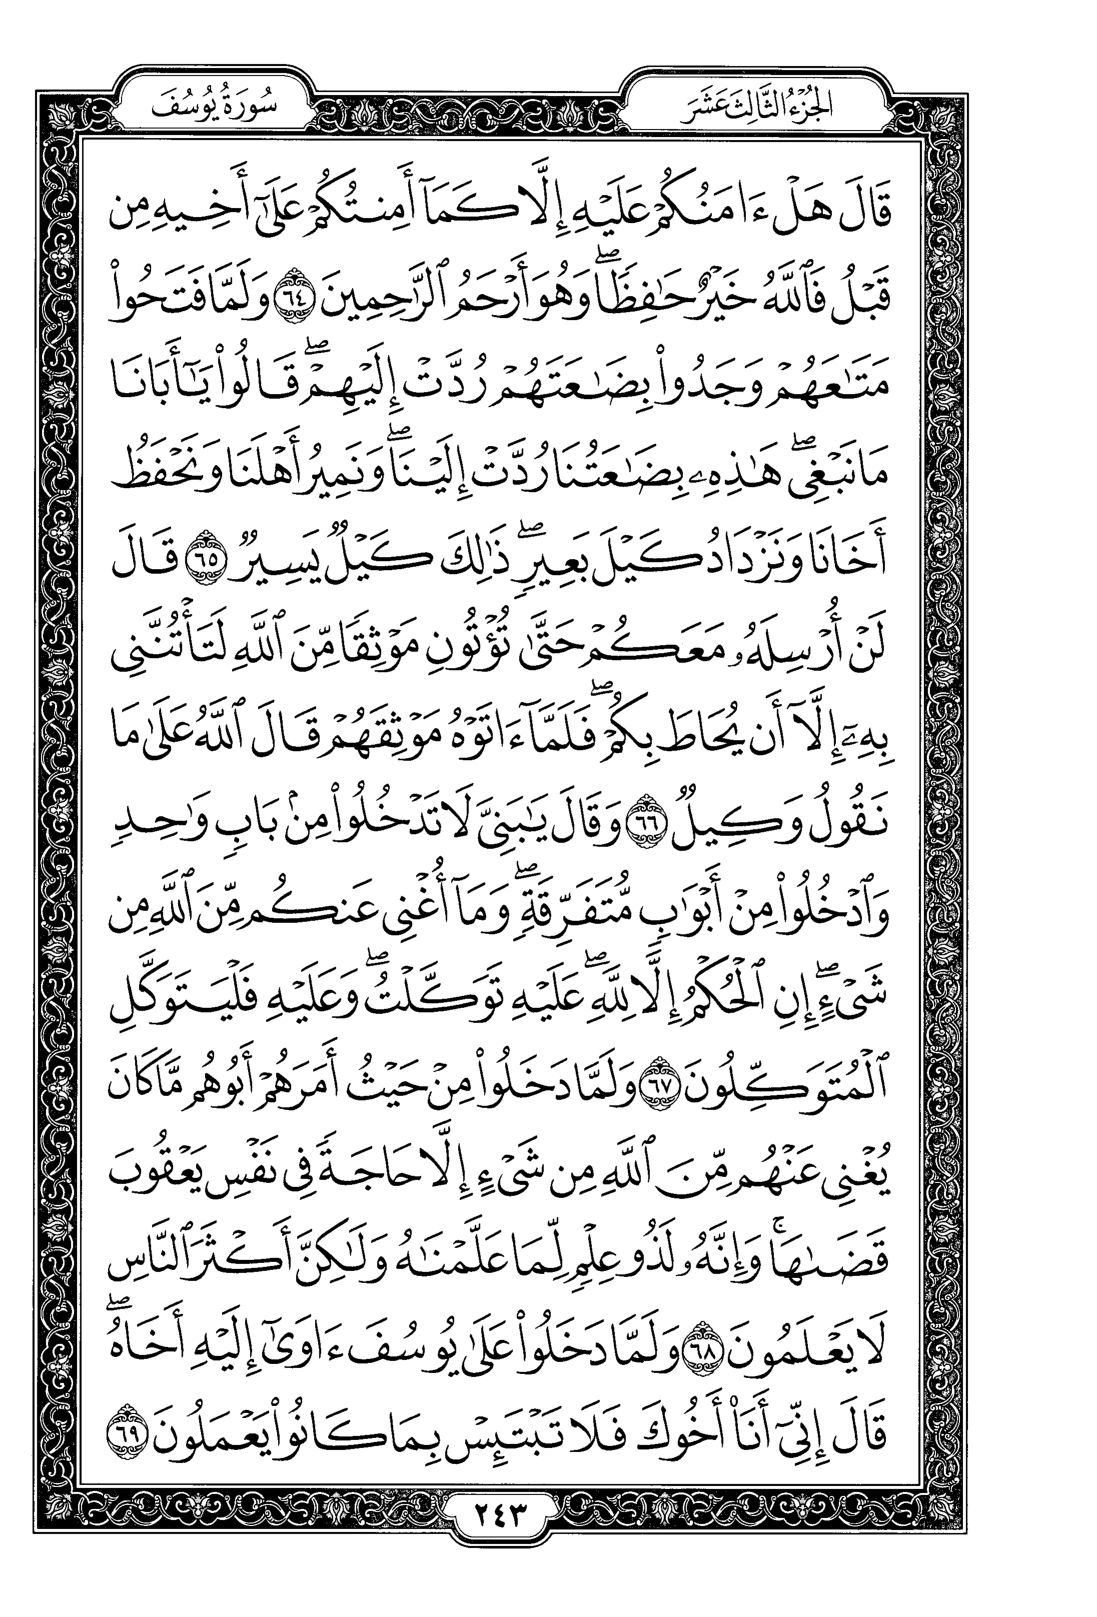 الجُزْءُ الثَّالِثَ عَشَرَ
سُورَةُ يُوسُفَ
قَالَ هَلْ ءَامَنُكُمْ عَلَيْهِ إِلَّا كَمَآ أَمِنتُكُمْ عَلَىٰٓ أَخِيهِ مِن
قَبْلُ فَٱللَّهُ خَيْرٌ حَٰفِظًاۖ وَهُوَ أَرْحَمُ ٱلرَّٰحِمِينَ ٦٤ وَلَمَّا فَتَحُوا۟
مَتَٰعَهُمْ وَجَدُوا۟ بِضَٰعَتَهُمْ رُدَّتْ إِلَيْهِمْۖ قَالُوا۟ يَٰٓأَبَانَا
مَا نَبْغِىۖ هَٰذِهِۦ بِضَٰعَتُنَا رُدَّتْ إِلَيْنَاۖ وَنَمِيرُ أَهْلَنَا وَنَحْفَظُ
أَخَانَا وَنَزْدَادُ كَيْلَ بَعِيرٍۖ ذَٰلِكَ كَيْلٌ يَسِيرٌ ٦٥ قَالَ
لَنْ أُرْسِلَهُۥ مَعَكُمْ حَتَّىٰ تُؤْتُونِ مَوْثِقًا مِّنَ ٱللَّهِ لَتَأْتُنَّنِى
بِهِۦٓ إِلَّآ أَن يُحَاطَ بِكُمْۖ فَلَمَّآ ءَاتَوْهُ مَوْثِقَهُمْ قَالَ ٱللَّهُ عَلَىٰ مَا
نَقُولُ وَكِيلٌ ٦٦ وَقَالَ يَٰبَنِىَّ لَا تَدْخُلُوا۟ مِنۢ بَابٍ وَٰحِدٍ
وَٱدْخُلُوا۟ مِنْ أَبْوَٰبٍ مُّتَفَرِّقَةٍۖ وَمَآ أُغْنِى عَنكُم مِّنَ ٱللَّهِ مِن
شَىْءٍۖ إِنِ ٱلْحُكْمُ إِلَّا لِلَّهِۖ عَلَيْهِ تَوَكَّلْتُۖ وَعَلَيْهِ فَلْيَتَوَكَّلِ
ٱلْمُتَوَكِّلُونَ ٦٧ وَلَمَّا دَخَلُوا۟ مِنْ حَيْثُ أَمَرَهُمْ أَبُوهُم مَّا كَانَ
يُغْنِى عَنْهُم مِّنَ ٱللَّهِ مِن شَىْءٍ إِلَّا حَاجَةً فِى نَفْسِ يَعْقُوبَ
قَضَىٰهَاۚ وَإِنَّهُۥ لَذُو عِلْمٍ لِّمَا عَلَّمْنَٰهُ وَلَٰكِنَّ أَكْثَرَ ٱلنَّاسِ
لَا يَعْلَمُونَ ٦٨ وَلَمَّا دَخَلُوا۟ عَلَىٰ يُوسُفَ ءَاوَىٰٓ إِلَيْهِ أَخَاهُۖ
قَالَ إِنِّىٓ أَنَا۠ أَخُوكَ فَلَا تَبْتَئِسْ بِمَا كَانُوا۟ يَعْمَلُونَ ٦٩
٢٤٣